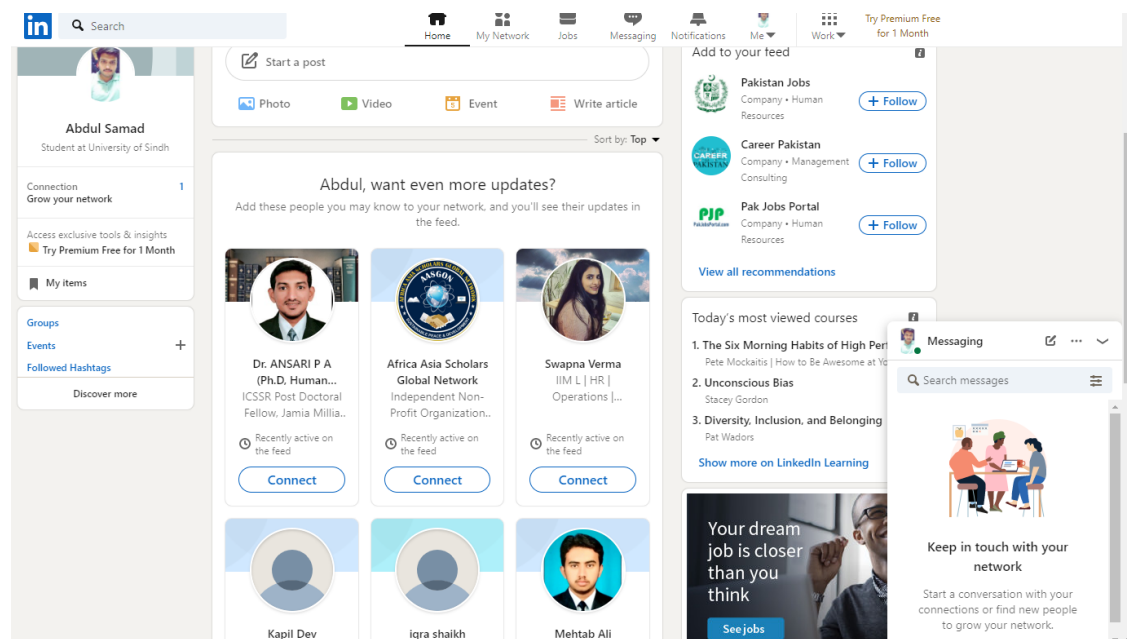 in
Search
Home
My Network
Jobs
Messaging
Notifications
Me
Work
Try Premium Free
for 1 Month
Abdul Samad
Student at University of Sindh
Connection 1
Grow your network
Access exclusive tools & insights
Try Premium Free for 1 Month
My items
Groups
Events
Followed Hashtags
Discover more
Start a post
Photo
Video
Event
Write article
Sort by: Top
Abdul, want even more updates?
Add these people you may know to your network, and you'll see their updates in
the feed.
Dr. ANSARI P A
(Ph.D, Human...
ICSSR Post Doctoral
Fellow, Jamia Millia..
Recently active on
the feed
Connect
AASGON
Africa Asia Scholars
Global Network
Independent Non-
Profit Organization..
Recently active on
the feed
Connect
Swapna Verma
IIM L | HR |
Operations |...
Recently active on
the feed
Connect
Kapil Dev
iqra shaikh
Mehtab Ali
Add to your feed
Pakistan Jobs
Company • Human
Resources
Follow
CAREER
PAKISTAN
Career Pakistan
Company • Management
Consulting
Follow
PJP
PakJobsPortal.com
Pak Jobs Portal
Company • Human
Resources
Follow
View all recommendations
Today's most viewed courses
1. The Six Morning Habits of High Perf
Pete Mockaitis | How to Be Awesome at Yo
2. Unconscious Bias
Stacey Gordon
3. Diversity, Inclusion, and Belonging
Pat Wadors
Show more on LinkedIn Learning
Your dream
job is closer
than you
think
See jobs
Messaging
Search messages
Keep in touch with your
network
Start a conversation with your
connections or find new people
to grow your network.